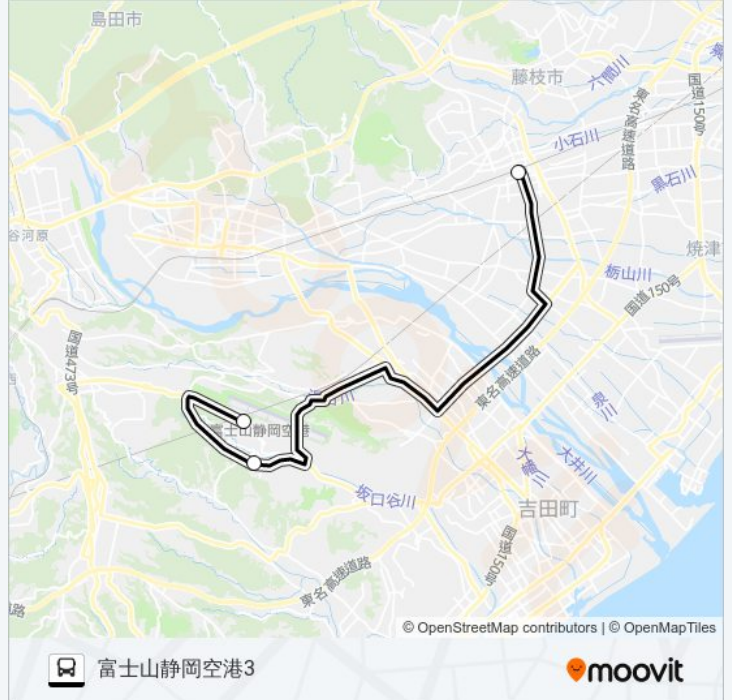 島田市
藤枝市
六間川
国道150号
東名高速道路
小石川
黒石川
谷河原
焼津
栃山川
国道150号
国道473号
東名高速道路
富士山静岡空港
泉川
大幡川
大井川
坂口谷川
吉田町
国道150号
東名高速道路
路
© OpenStreetMap contributors | © OpenMapTiles
富士山静岡空港3
moovit